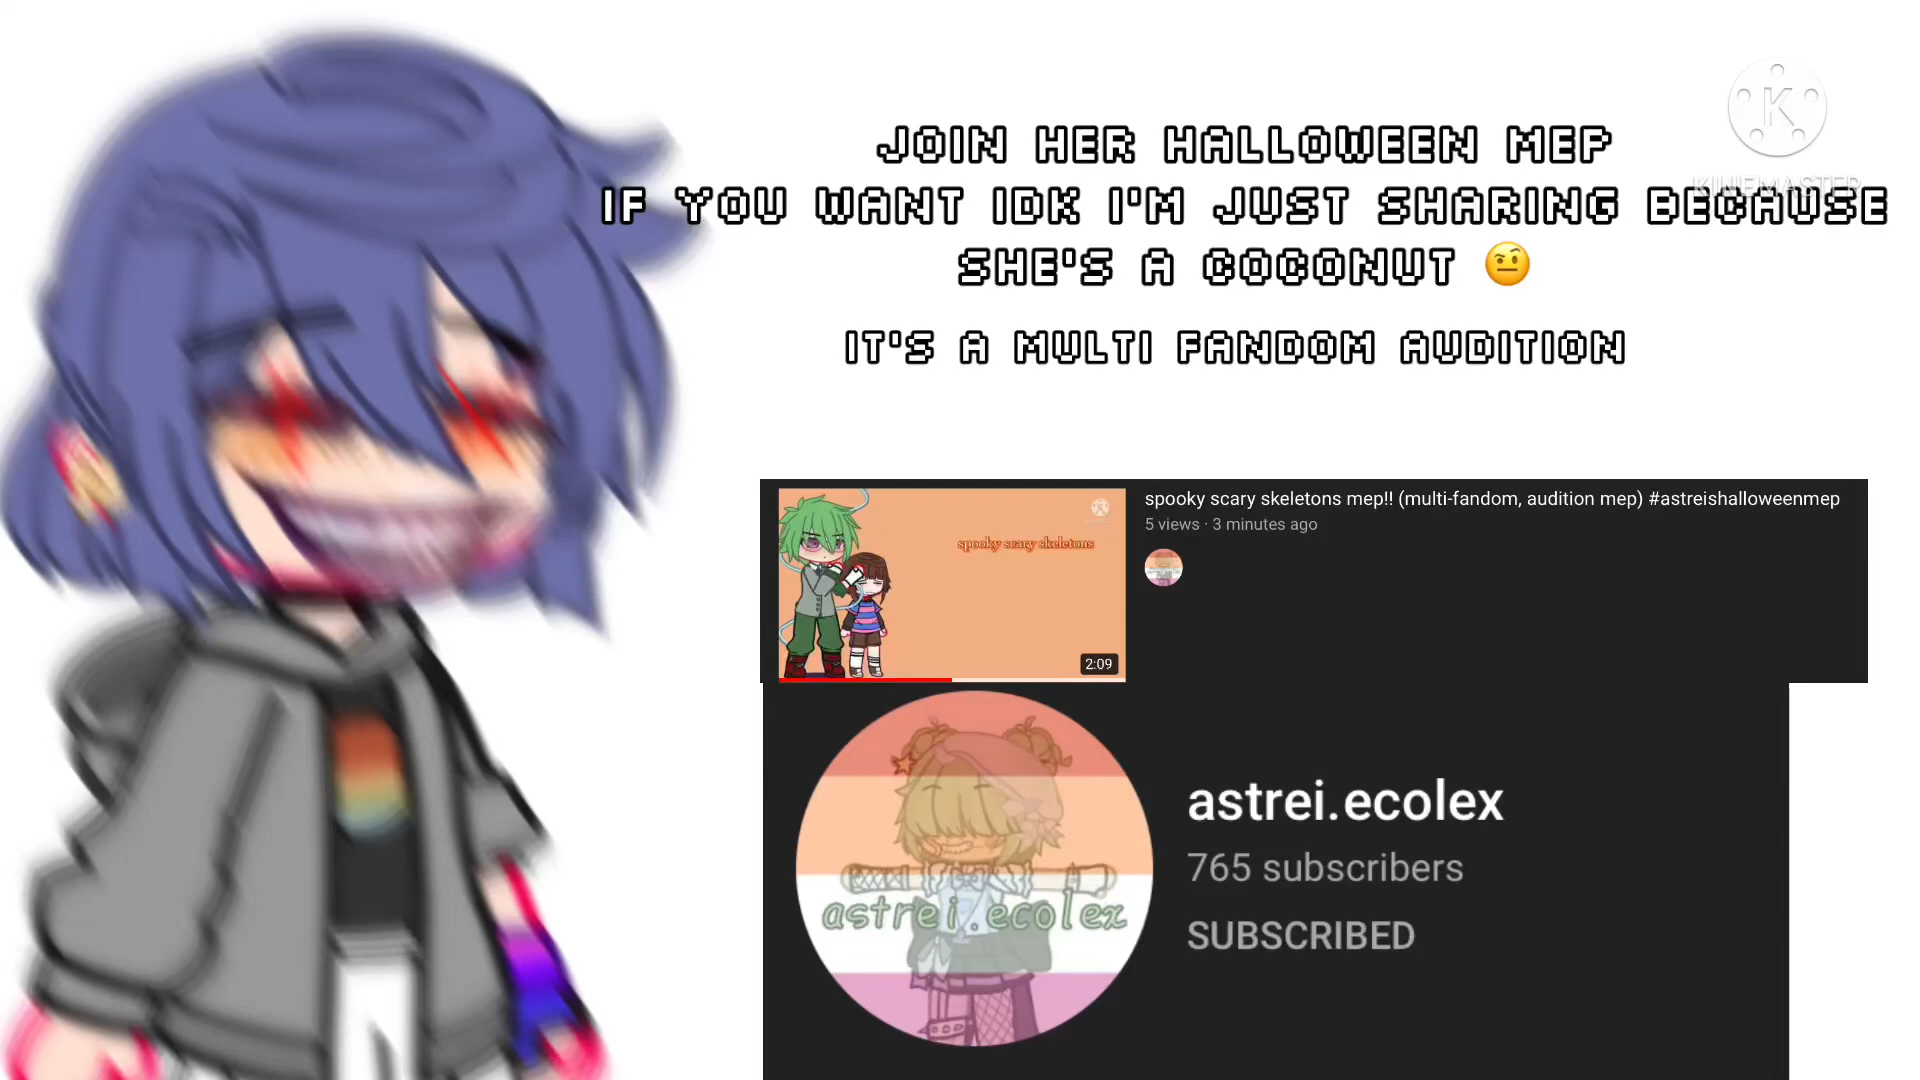 JOIN HER HALLOWEEN MEP
IF YOU WANT IDK I'M JUST SHARING BECAUSE
SHE'S A COCONUT 🤨
IT'S A MULTI FANDOM AUDITION
K
KINEMASTER
spooky scary skeletons
2:09
spooky scary skeletons mep!! (multi-fandom, audition mep) #astreishalloweenmep
5 views · 3 minutes ago
astrei.ecolex
astrei.ecolex
765 subscribers
SUBSCRIBED